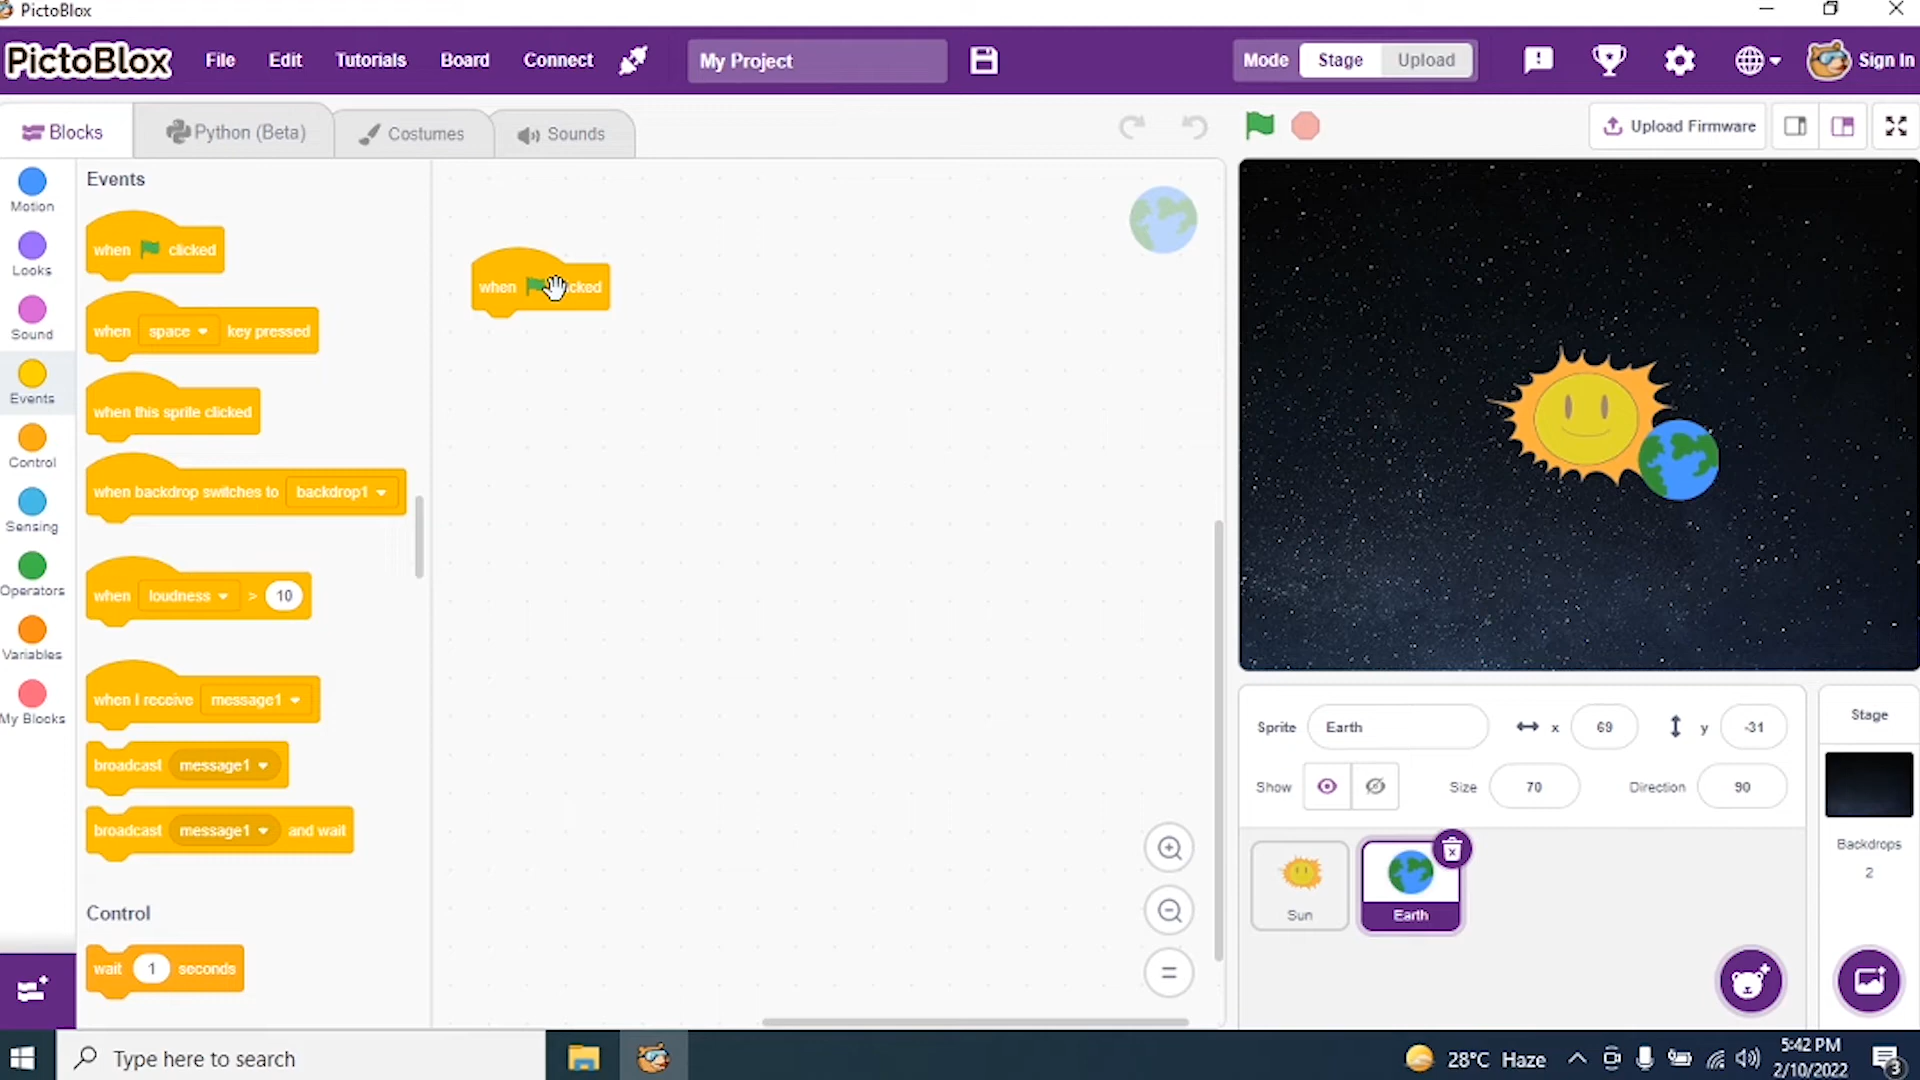 PictoBlox
PictoBlox File Edit Tutorials Board Connect My Project Mode Stage Upload Sign In
Blocks Python (Beta) Costumes Sounds Upload Firmware
Motion
Looks
Sound
Events
Control
Sensing
Operators
Variables
My Blocks
Events
when clicked
when space key pressed
when this sprite clicked
when backdrop switches to backdrop1
when loudness > 10
when I receive message1
broadcast message1
broadcast message1 and wait
Control
wait 1 seconds
when
=
Sprite Earth x 69 y -31
Show Size 70 Direction 90
Sun
Earth
Stage
Backdrops
2
Type here to search
28°C Haze
5:42 PM
2/10/2022
3